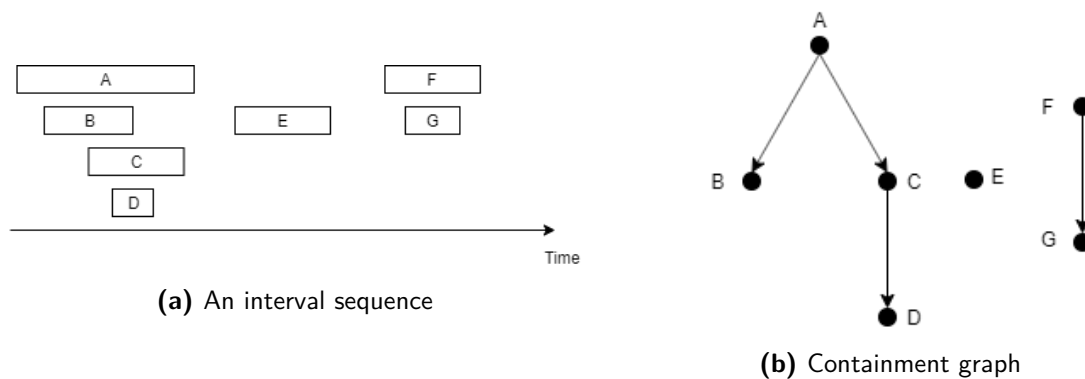 A
B
C
D
E
F
G
Time
(a) An interval sequence
A
B
C
E
D
F
G
(b) Containment graph